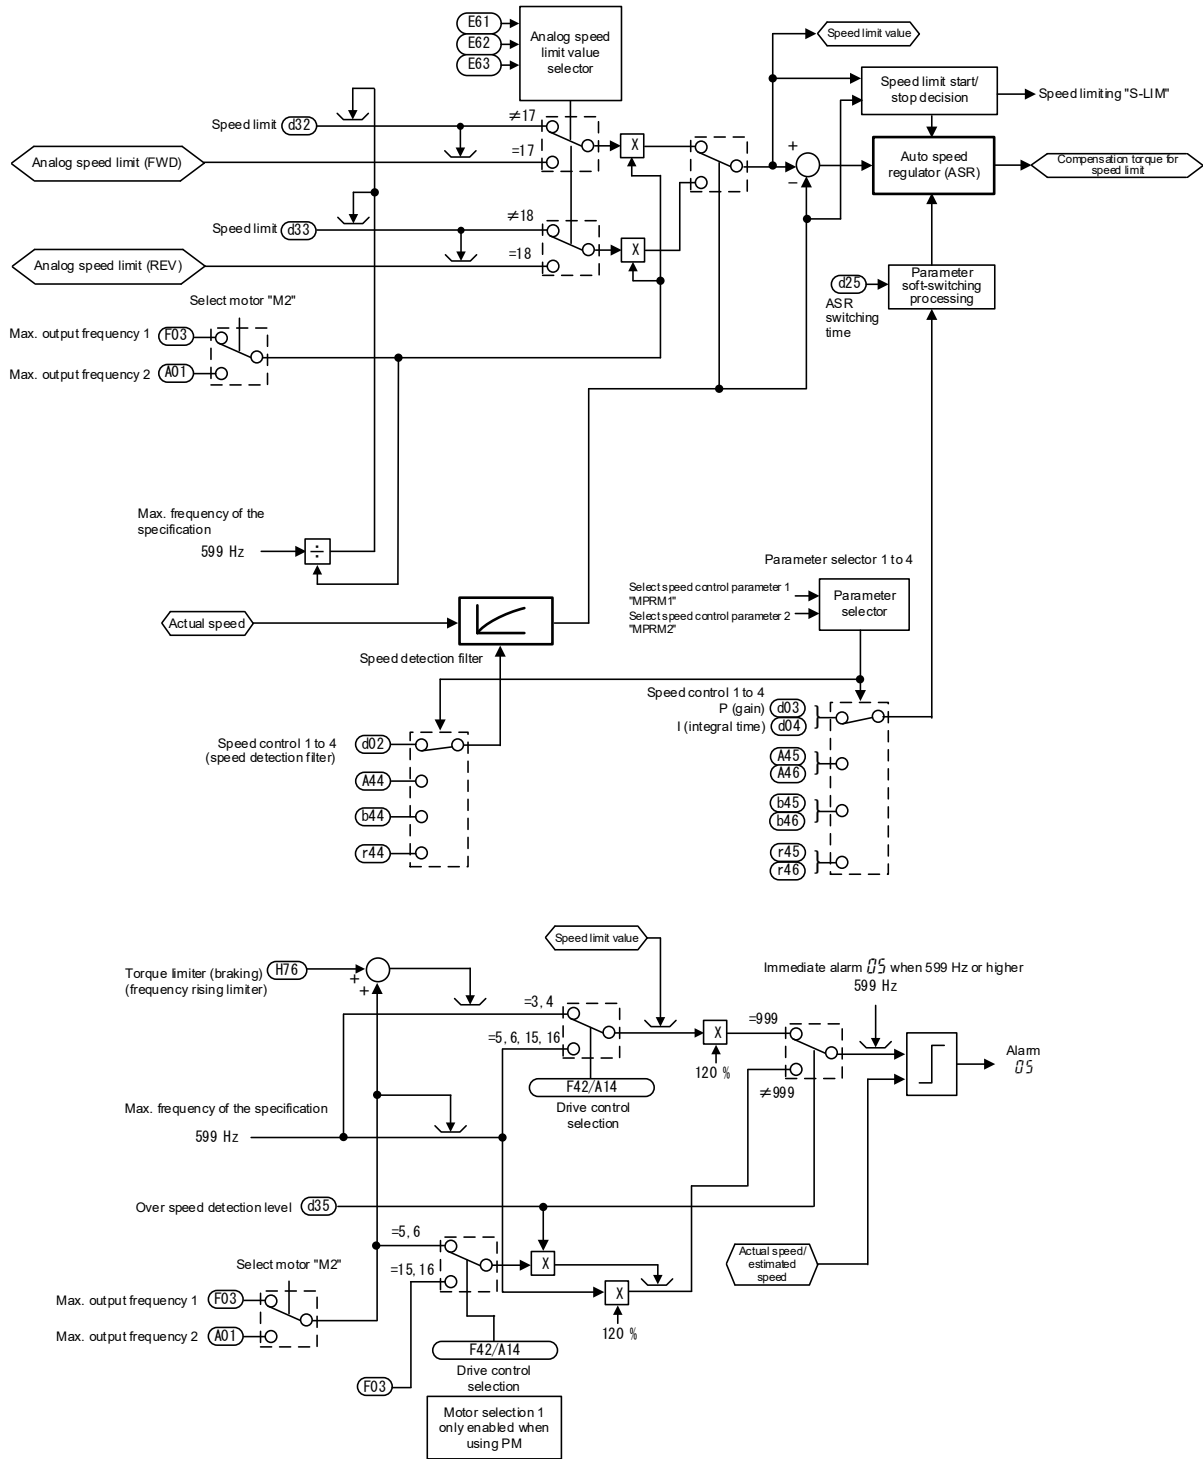 E61
E62
E63
Analog speed
limit value
selector
Speed limit value
Speed limit start/
stop decision
Speed limiting "S-LIM"
Speed limit d32
≠17
=17
Analog speed limit (FWD)
X
+
−
Auto speed
regulator (ASR)
Compensation torque for
speed limit
Speed limit d33
≠18
=18
Analog speed limit (REV)
X
d25
ASR
switching
time
Parameter
soft-switching
processing
Select motor "M2"
Max. output frequency 1 F03
Max. output frequency 2 A01
Max. frequency of the
specification
599 Hz
÷
Parameter selector 1 to 4
Select speed control parameter 1
"MPRM1"
Select speed control parameter 2
"MPRM2"
Parameter
selector
Actual speed
Speed detection filter
Speed control 1 to 4
P (gain) d03
I (integral time) d04
Speed control 1 to 4
(speed detection filter)
d02
A44
b44
r44
A45
A46
b45
b46
r45
r46
Speed limit value
Torque limiter (braking)
(frequency rising limiter)
H76
+
+
Immediate alarm 05 when 599 Hz or higher
599 Hz
=3, 4
=5, 6, 15, 16
X
120 %
=999
≠999
Alarm
05
F42/A14
Drive control
selection
Max. frequency of the specification
599 Hz
Over speed detection level d35
=5, 6
=15, 16
X
X
120 %
Actual speed/
estimated
speed
Select motor "M2"
Max. output frequency 1 F03
Max. output frequency 2 A01
F42/A14
Drive control
selection
F03
Motor selection 1
only enabled when
using PM